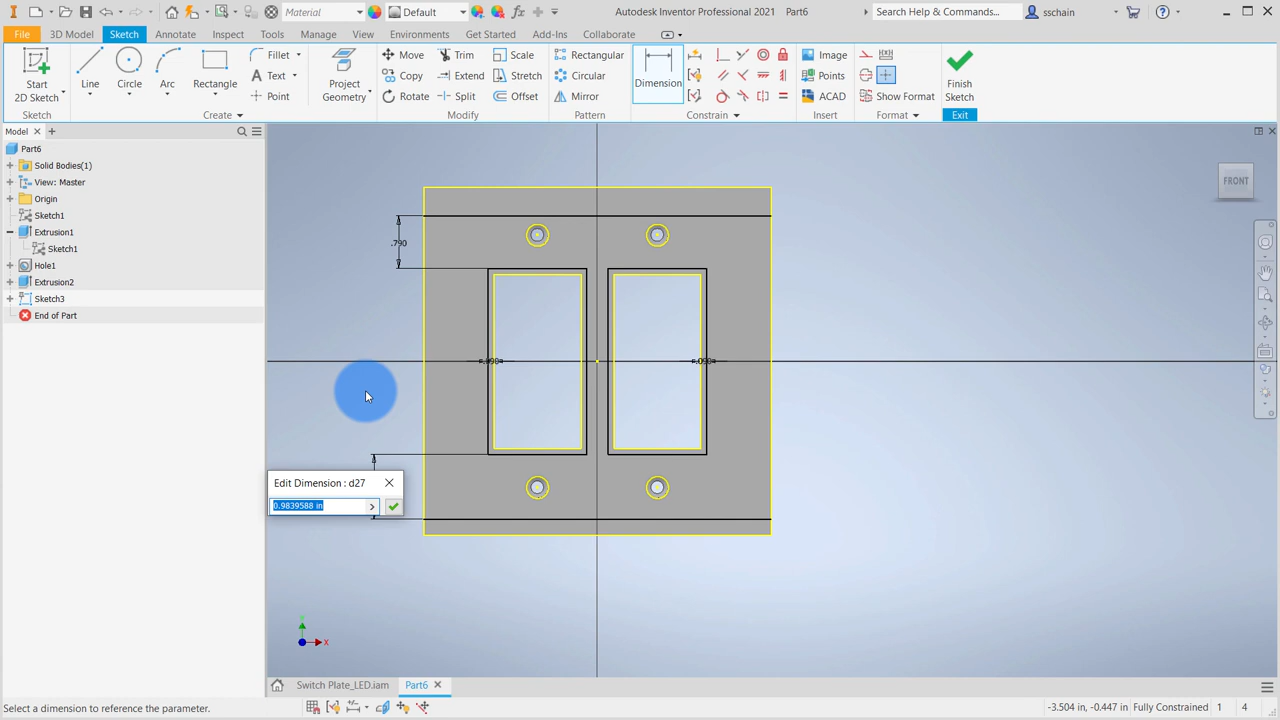 Material
Default
Autodesk Inventor Professional 2021 Part6
Search Help & Commands...
sschain
File
3D Model
Sketch
Annotate
Inspect
Tools
Manage
View
Environments
Get Started
Add-Ins
Collaborate
Start
2D Sketch
Line
Circle
Arc
Rectangle
Fillet
Text
Point
Project
Geometry
Move
Copy
Rotate
Trim
Extend
Split
Scale
Stretch
Offset
Rectangular
Circular
Mirror
Dimension
Image
Points
ACAD
Show Format
Finish
Sketch
Sketch
Create
Modify
Pattern
Constrain
Insert
Format
Exit
Model
Part6
Solid Bodies(1)
View: Master
Origin
Sketch1
Extrusion1
Sketch1
Hole1
Extrusion2
Sketch3
End of Part
FRONT
.790
.090
.090
Edit Dimension : d27
0.9839588 in
X
Switch Plate_LED.iam
Part6
Select a dimension to reference the parameter.
-3.504 in, -0.447 in
Fully Constrained
1
4